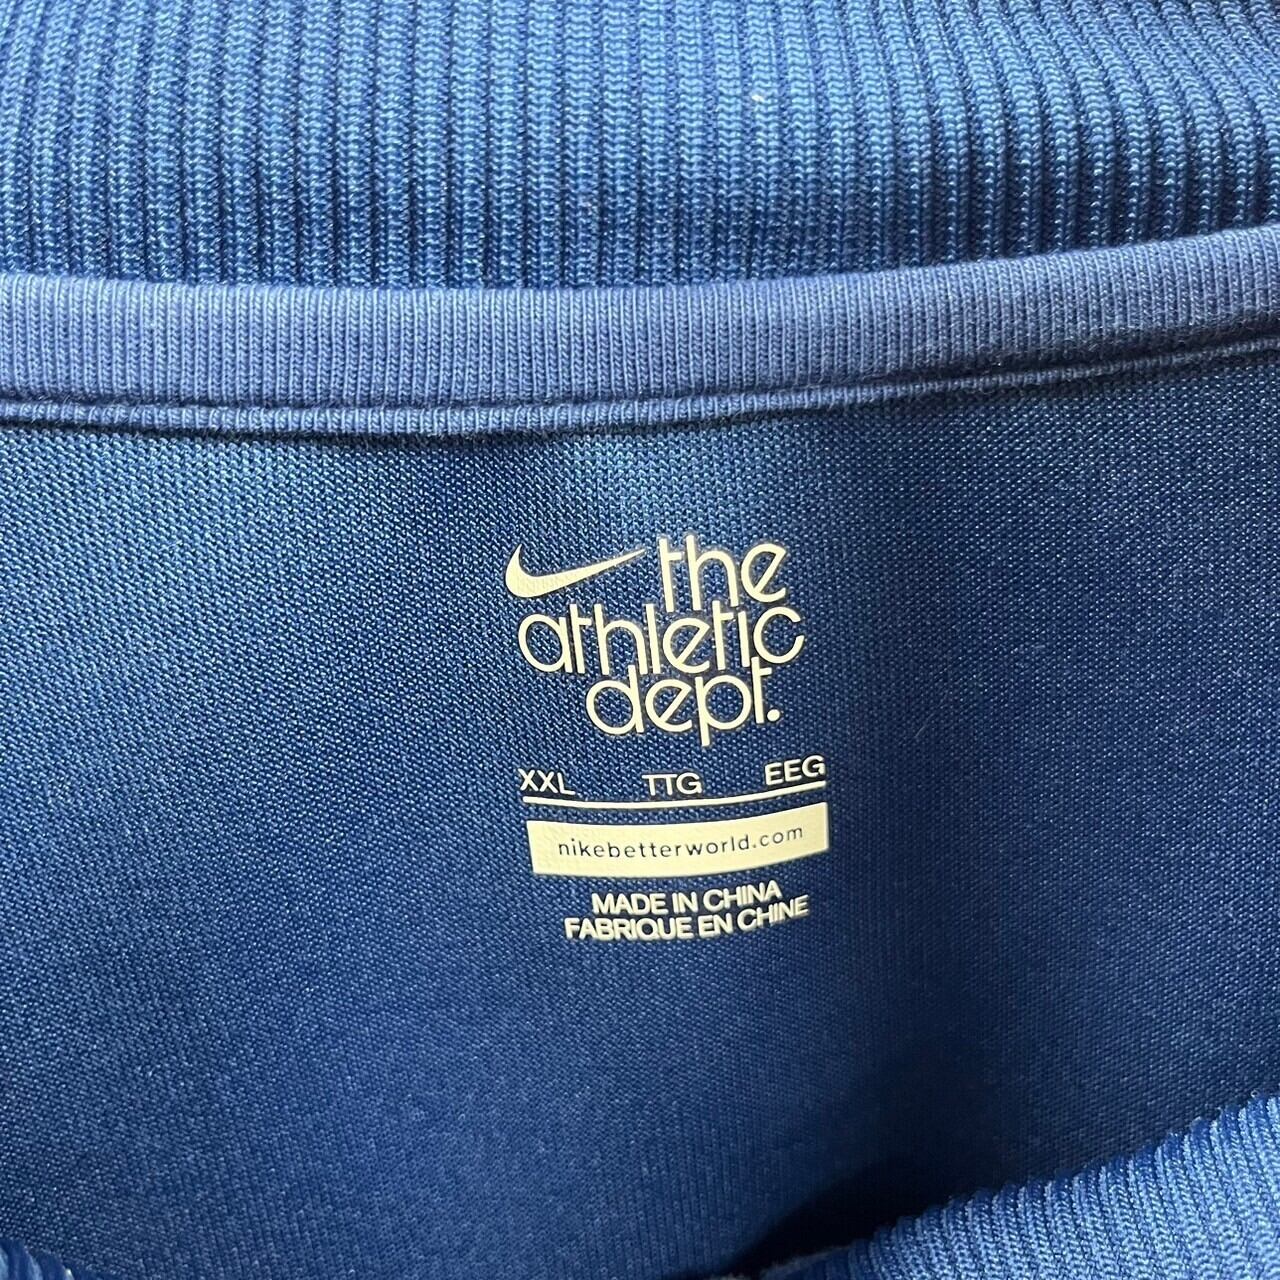 the
athletic
dept.
XXL TTG EEG
nikebetterworld.com
MADE IN CHINA
FABRIQUE EN CHINE